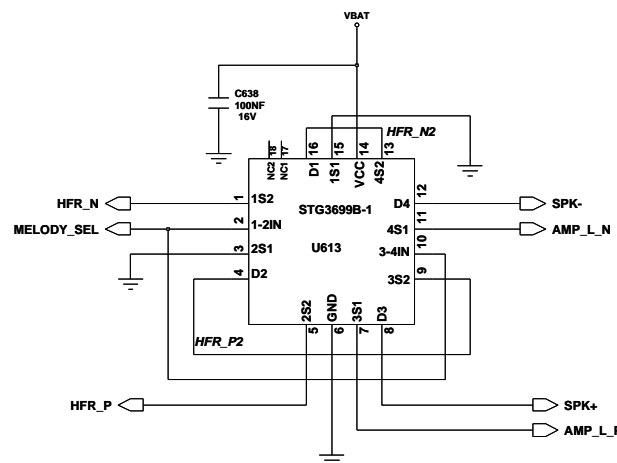 VBAT
C638
100NF
16V
HFR_N2
NC2 18
NC1 17
D1 16
1S1 15
VCC 14
4S2 13
HFR_N
1 1S2
STG3699B-1
D4 12
SPK-
MELODY_SEL
2 1-2IN
4S1 11
AMP_L_N
3 2S1
U613
3-4IN 10
4 D2
3S2 9
2S2 5
GND 6
3S1 7
D3 8
HFR_P2
HFR_P
SPK+
AMP_L_P